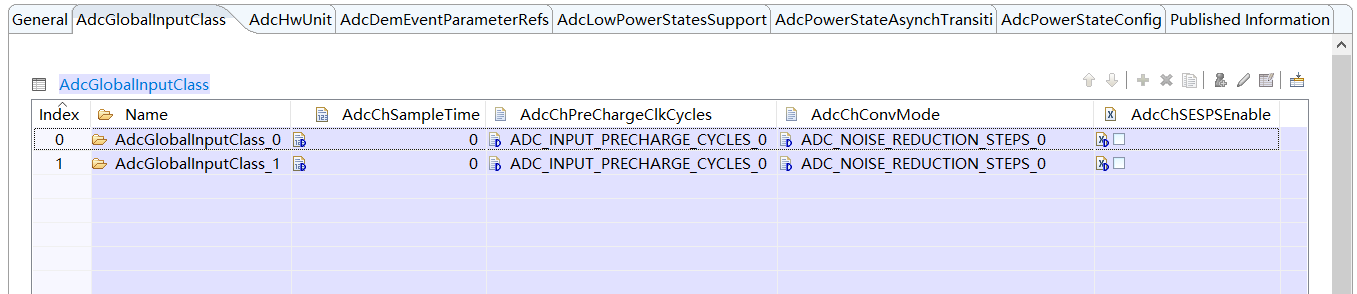 General AdcGlobalInputClass AdcHwUnit AdcDemEventParameterRefs AdcLowPowerStatesSupport AdcPowerStateAsynchTransiti AdcPowerStateConfig Published Information
AdcGlobalInputClass
Index Name AdcChSampleTime AdcChPreChargeClkCycles AdcChConvMode AdcChSESPSEnable
0 AdcGlobalInputClass_0 0 ADC_INPUT_PRECHARGE_CYCLES_0 ADC_NOISE_REDUCTION_STEPS_0
1 AdcGlobalInputClass_1 0 ADC_INPUT_PRECHARGE_CYCLES_0 ADC_NOISE_REDUCTION_STEPS_0